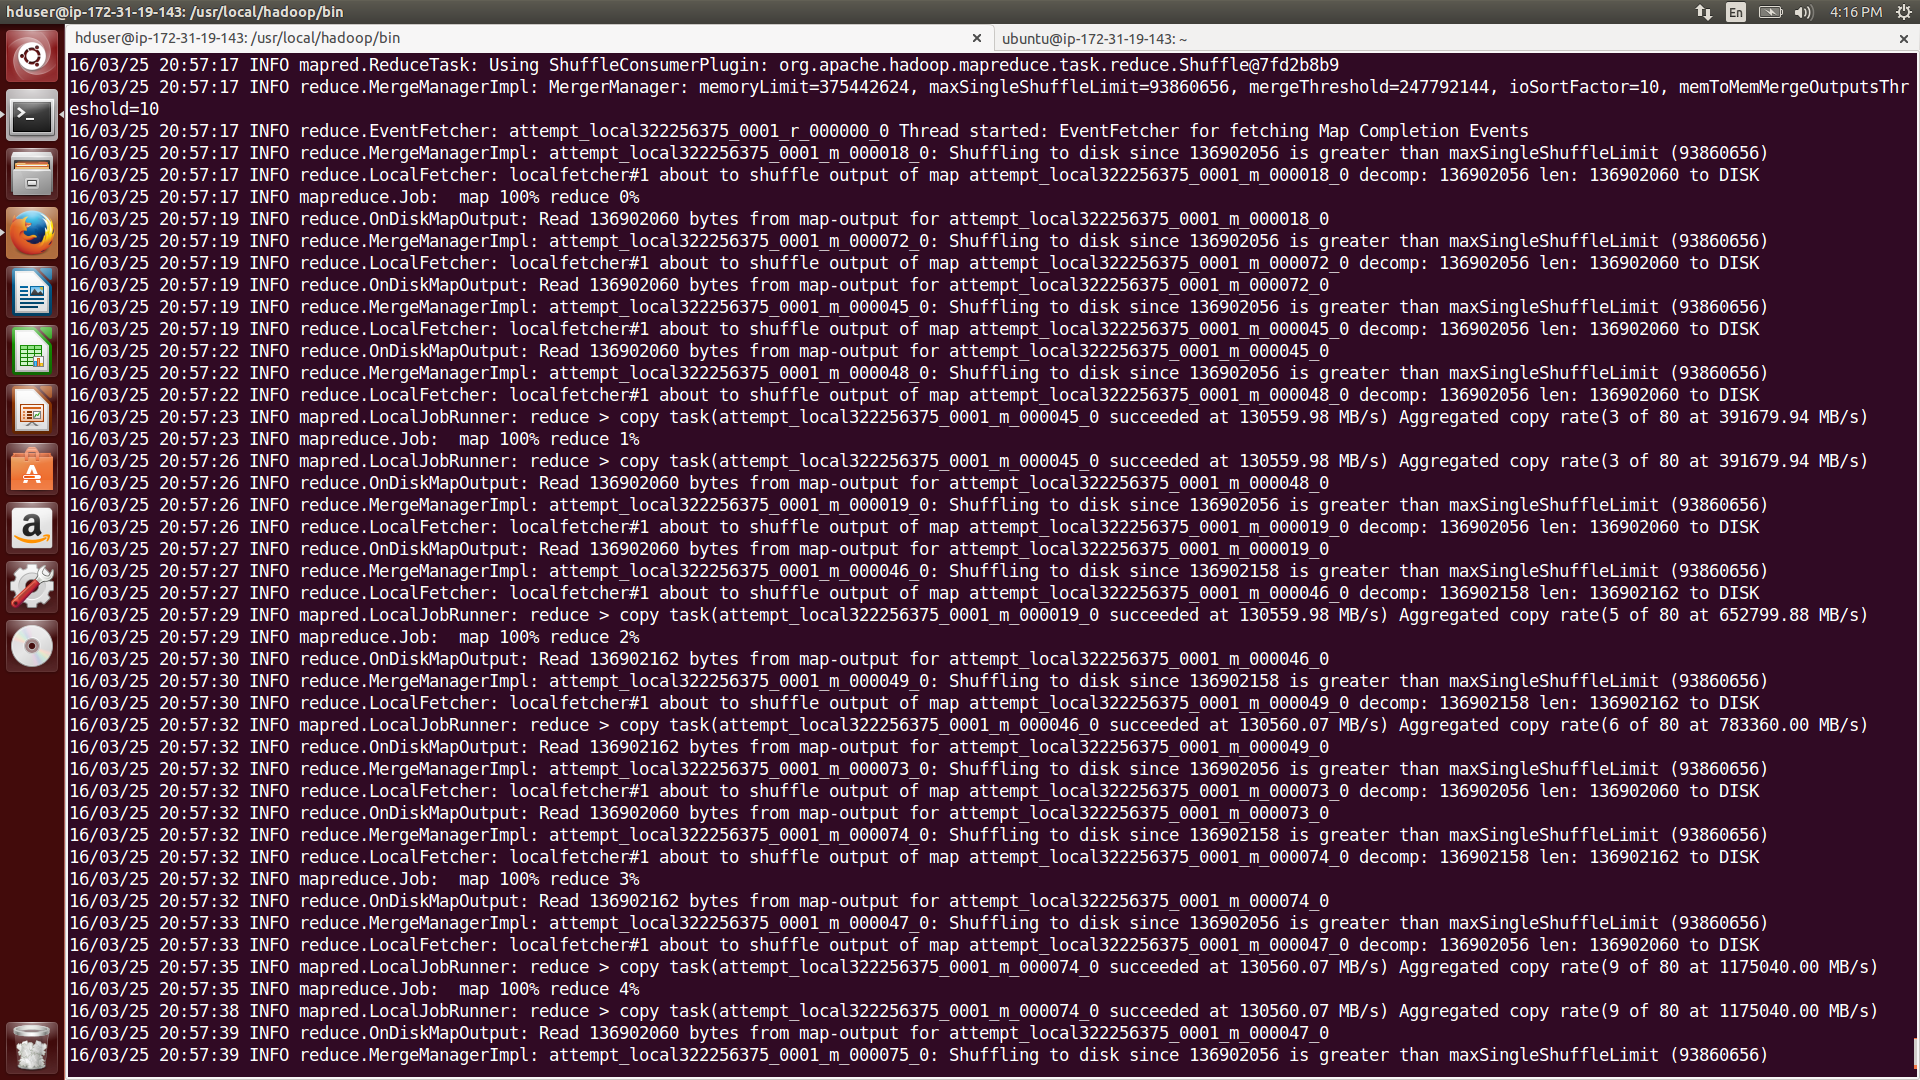 hduser@ip-172-31-19-143: /usr/local/hadoop/bin
En
4:16 PM
hduser@ip-172-31-19-143: /usr/local/hadoop/bin
ubuntu@ip-172-31-19-143: ~
16/03/25 20:57:17 INFO mapred.ReduceTask: Using ShuffleConsumerPlugin: org.apache.hadoop.mapreduce.task.reduce.Shuffle@7fd2b8b9
16/03/25 20:57:17 INFO reduce.MergeManagerImpl: MergerManager: memoryLimit=375442624, maxSingleShuffleLimit=93860656, mergeThreshold=247792144, ioSortFactor=10, memToMemMergeOutputsThr
eshold=10
16/03/25 20:57:17 INFO reduce.EventFetcher: attempt_local322256375_0001_r_000000_0 Thread started: EventFetcher for fetching Map Completion Events
16/03/25 20:57:17 INFO reduce.MergeManagerImpl: attempt_local322256375_0001_m_000018_0: Shuffling to disk since 136902056 is greater than maxSingleShuffleLimit (93860656)
16/03/25 20:57:17 INFO reduce.LocalFetcher: localfetcher#1 about to shuffle output of map attempt_local322256375_0001_m_000018_0 decomp: 136902056 len: 136902060 to DISK
16/03/25 20:57:17 INFO mapreduce.Job:  map 100% reduce 0%
16/03/25 20:57:19 INFO reduce.OnDiskMapOutput: Read 136902060 bytes from map-output for attempt_local322256375_0001_m_000018_0
16/03/25 20:57:19 INFO reduce.MergeManagerImpl: attempt_local322256375_0001_m_000072_0: Shuffling to disk since 136902056 is greater than maxSingleShuffleLimit (93860656)
16/03/25 20:57:19 INFO reduce.LocalFetcher: localfetcher#1 about to shuffle output of map attempt_local322256375_0001_m_000072_0 decomp: 136902056 len: 136902060 to DISK
16/03/25 20:57:19 INFO reduce.OnDiskMapOutput: Read 136902060 bytes from map-output for attempt_local322256375_0001_m_000072_0
16/03/25 20:57:19 INFO reduce.MergeManagerImpl: attempt_local322256375_0001_m_000045_0: Shuffling to disk since 136902056 is greater than maxSingleShuffleLimit (93860656)
16/03/25 20:57:19 INFO reduce.LocalFetcher: localfetcher#1 about to shuffle output of map attempt_local322256375_0001_m_000045_0 decomp: 136902056 len: 136902060 to DISK
16/03/25 20:57:22 INFO reduce.OnDiskMapOutput: Read 136902060 bytes from map-output for attempt_local322256375_0001_m_000045_0
16/03/25 20:57:22 INFO reduce.MergeManagerImpl: attempt_local322256375_0001_m_000048_0: Shuffling to disk since 136902056 is greater than maxSingleShuffleLimit (93860656)
16/03/25 20:57:22 INFO reduce.LocalFetcher: localfetcher#1 about to shuffle output of map attempt_local322256375_0001_m_000048_0 decomp: 136902056 len: 136902060 to DISK
16/03/25 20:57:23 INFO mapred.LocalJobRunner: reduce > copy task(attempt_local322256375_0001_m_000045_0 succeeded at 130559.98 MB/s) Aggregated copy rate(3 of 80 at 391679.94 MB/s)
16/03/25 20:57:23 INFO mapreduce.Job:  map 100% reduce 1%
16/03/25 20:57:26 INFO mapred.LocalJobRunner: reduce > copy task(attempt_local322256375_0001_m_000045_0 succeeded at 130559.98 MB/s) Aggregated copy rate(3 of 80 at 391679.94 MB/s)
16/03/25 20:57:26 INFO reduce.OnDiskMapOutput: Read 136902060 bytes from map-output for attempt_local322256375_0001_m_000048_0
16/03/25 20:57:26 INFO reduce.MergeManagerImpl: attempt_local322256375_0001_m_000019_0: Shuffling to disk since 136902056 is greater than maxSingleShuffleLimit (93860656)
16/03/25 20:57:26 INFO reduce.LocalFetcher: localfetcher#1 about to shuffle output of map attempt_local322256375_0001_m_000019_0 decomp: 136902056 len: 136902060 to DISK
16/03/25 20:57:27 INFO reduce.OnDiskMapOutput: Read 136902060 bytes from map-output for attempt_local322256375_0001_m_000019_0
16/03/25 20:57:27 INFO reduce.MergeManagerImpl: attempt_local322256375_0001_m_000046_0: Shuffling to disk since 136902158 is greater than maxSingleShuffleLimit (93860656)
16/03/25 20:57:27 INFO reduce.LocalFetcher: localfetcher#1 about to shuffle output of map attempt_local322256375_0001_m_000046_0 decomp: 136902158 len: 136902162 to DISK
16/03/25 20:57:29 INFO mapred.LocalJobRunner: reduce > copy task(attempt_local322256375_0001_m_000019_0 succeeded at 130559.98 MB/s) Aggregated copy rate(5 of 80 at 652799.88 MB/s)
16/03/25 20:57:29 INFO mapreduce.Job:  map 100% reduce 2%
16/03/25 20:57:30 INFO reduce.OnDiskMapOutput: Read 136902162 bytes from map-output for attempt_local322256375_0001_m_000046_0
16/03/25 20:57:30 INFO reduce.MergeManagerImpl: attempt_local322256375_0001_m_000049_0: Shuffling to disk since 136902158 is greater than maxSingleShuffleLimit (93860656)
16/03/25 20:57:30 INFO reduce.LocalFetcher: localfetcher#1 about to shuffle output of map attempt_local322256375_0001_m_000049_0 decomp: 136902158 len: 136902162 to DISK
16/03/25 20:57:32 INFO mapred.LocalJobRunner: reduce > copy task(attempt_local322256375_0001_m_000046_0 succeeded at 130560.07 MB/s) Aggregated copy rate(6 of 80 at 783360.00 MB/s)
16/03/25 20:57:32 INFO reduce.OnDiskMapOutput: Read 136902162 bytes from map-output for attempt_local322256375_0001_m_000049_0
16/03/25 20:57:32 INFO reduce.MergeManagerImpl: attempt_local322256375_0001_m_000073_0: Shuffling to disk since 136902056 is greater than maxSingleShuffleLimit (93860656)
16/03/25 20:57:32 INFO reduce.LocalFetcher: localfetcher#1 about to shuffle output of map attempt_local322256375_0001_m_000073_0 decomp: 136902056 len: 136902060 to DISK
16/03/25 20:57:32 INFO reduce.OnDiskMapOutput: Read 136902060 bytes from map-output for attempt_local322256375_0001_m_000073_0
16/03/25 20:57:32 INFO reduce.MergeManagerImpl: attempt_local322256375_0001_m_000074_0: Shuffling to disk since 136902158 is greater than maxSingleShuffleLimit (93860656)
16/03/25 20:57:32 INFO reduce.LocalFetcher: localfetcher#1 about to shuffle output of map attempt_local322256375_0001_m_000074_0 decomp: 136902158 len: 136902162 to DISK
16/03/25 20:57:32 INFO mapreduce.Job:  map 100% reduce 3%
16/03/25 20:57:32 INFO reduce.OnDiskMapOutput: Read 136902162 bytes from map-output for attempt_local322256375_0001_m_000074_0
16/03/25 20:57:33 INFO reduce.MergeManagerImpl: attempt_local322256375_0001_m_000047_0: Shuffling to disk since 136902056 is greater than maxSingleShuffleLimit (93860656)
16/03/25 20:57:33 INFO reduce.LocalFetcher: localfetcher#1 about to shuffle output of map attempt_local322256375_0001_m_000047_0 decomp: 136902056 len: 136902060 to DISK
16/03/25 20:57:35 INFO mapred.LocalJobRunner: reduce > copy task(attempt_local322256375_0001_m_000074_0 succeeded at 130560.07 MB/s) Aggregated copy rate(9 of 80 at 1175040.00 MB/s)
16/03/25 20:57:35 INFO mapreduce.Job:  map 100% reduce 4%
16/03/25 20:57:38 INFO mapred.LocalJobRunner: reduce > copy task(attempt_local322256375_0001_m_000074_0 succeeded at 130560.07 MB/s) Aggregated copy rate(9 of 80 at 1175040.00 MB/s)
16/03/25 20:57:39 INFO reduce.OnDiskMapOutput: Read 136902060 bytes from map-output for attempt_local322256375_0001_m_000047_0
16/03/25 20:57:39 INFO reduce.MergeManagerImpl: attempt_local322256375_0001_m_000075_0: Shuffling to disk since 136902056 is greater than maxSingleShuffleLimit (93860656)